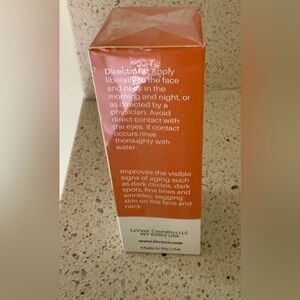 Directions: Apply
liberally to the face
and neck in the
morning and night, or
as directed by a
physician. Avoid
direct contact with
the eyes. If contact
occurs rinse
thoroughly with
water.
Improves the visible
signs of aging such
as dark circles, dark
spots, fine lines and
wrinkles, sagging
skin on the face and
neck
Cosmetics LLC
WY 82801 USA
www.levaye.com
Made in the USA